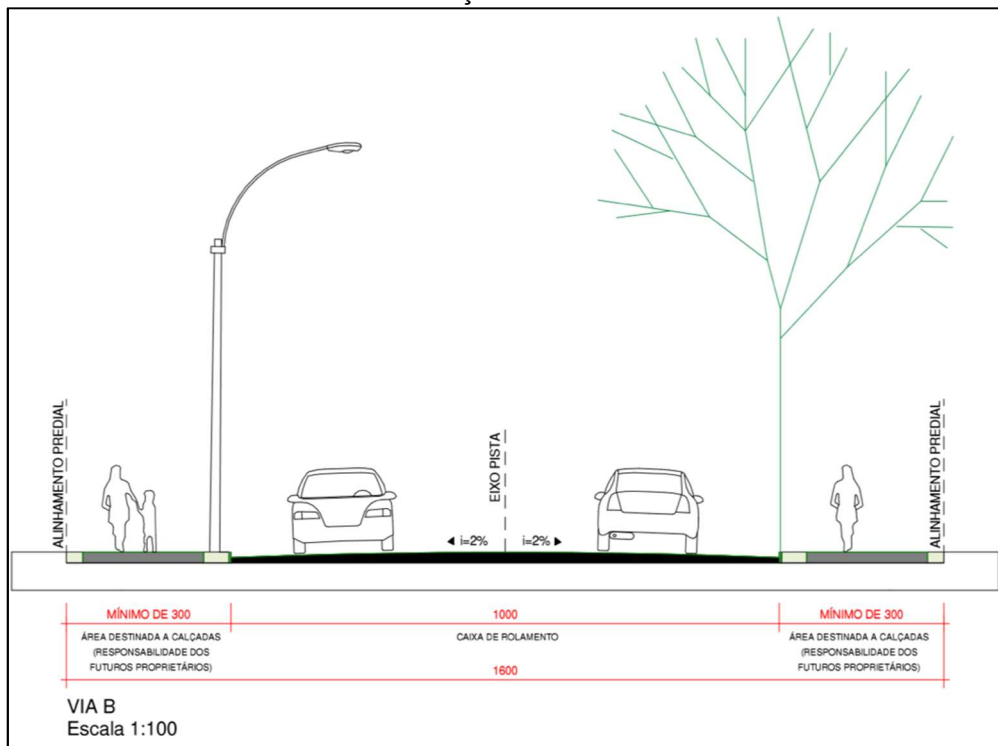 ALINHAMENTO PREDIAL
EIXO PISTA
ALINHAMENTO PREDIAL
◄ i=2% i=2% ►
MÍNIMO DE 300 1000 MÍNIMO DE 300
ÁREA DESTINADA A CALÇADAS
(RESPONSABILIDADE DOS
FUTUROS PROPRIETÁRIOS)
CAIXA DE ROLAMENTO
ÁREA DESTINADA A CALÇADAS
(RESPONSABILIDADE DOS
FUTUROS PROPRIETÁRIOS)
1600
VIA B
Escala 1:100